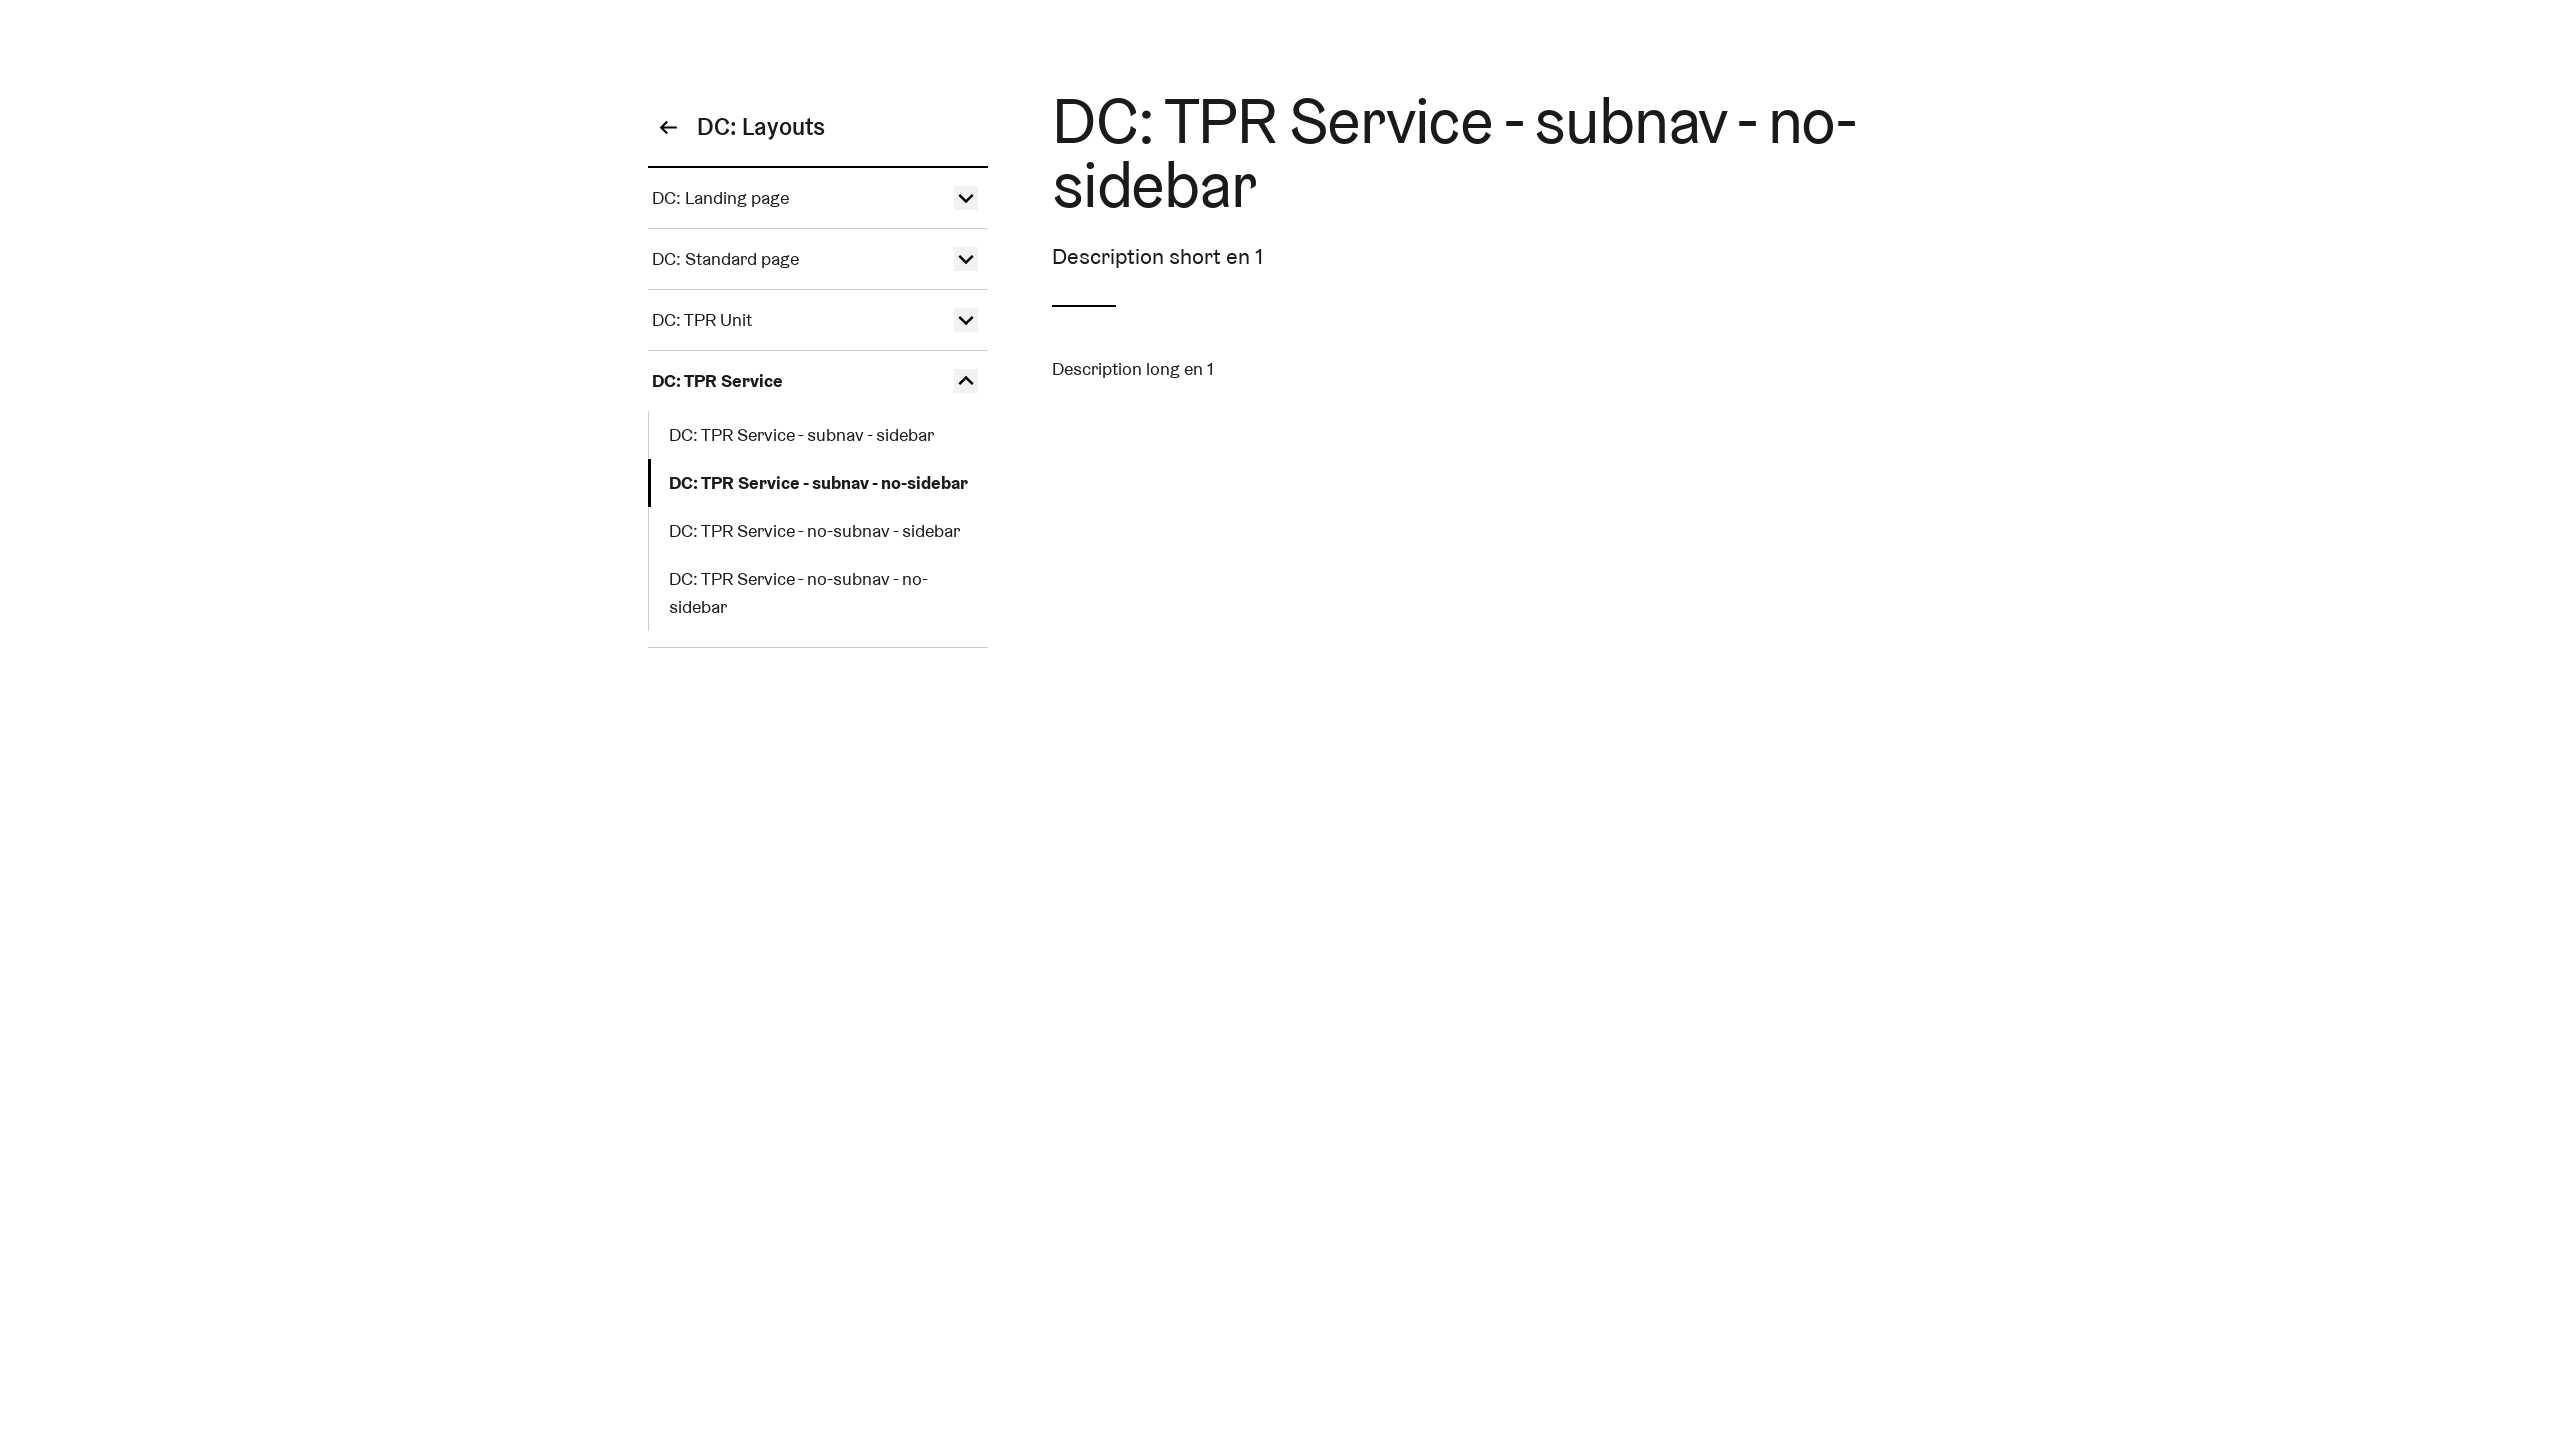 DC: Layouts
DC: Landing page
DC: Standard page
DC: TPR Unit
DC: TPR Service
DC: TPR Service - subnav - sidebar
DC: TPR Service - subnav - no-sidebar
DC: TPR Service - no-subnav - sidebar
DC: TPR Service - no-subnav - no-
sidebar
DC: TPR Service - subnav - no-
sidebar
Description short en 1
Description long en 1